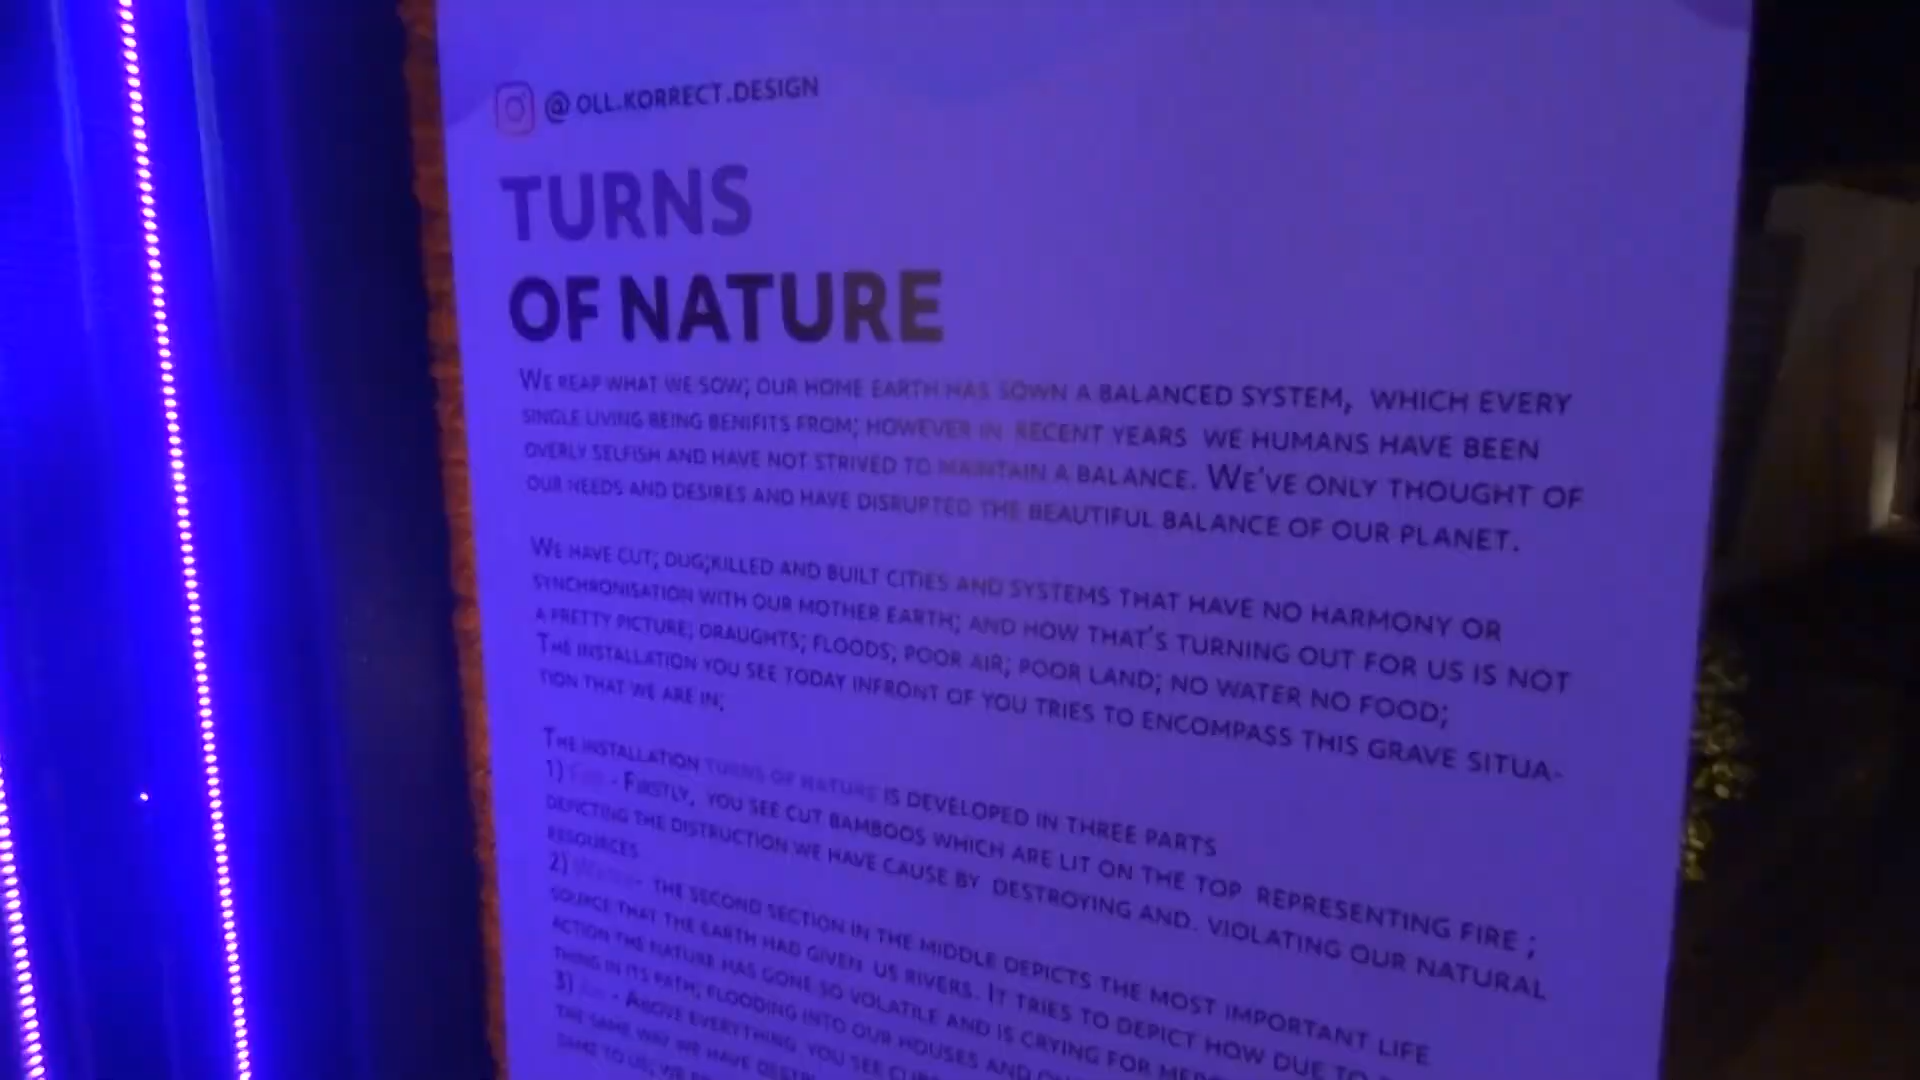 @ OLL.KORRECT.DESIGN
TURNS
OF NATURE
WE REAP WHAT WE SOW; OUR HOME EARTH HAS SOWN A BALANCED SYSTEM, WHICH EVERY
SINGLE LIVING BEING BENIFITS FROM; HOWEVER IN RECENT YEARS WE HUMANS HAVE BEEN
OVERLY SELFISH AND HAVE NOT STRIVED TO MAINTAIN A BALANCE. WE'VE ONLY THOUGHT OF
OUR NEEDS AND DESIRES AND HAVE DISRUPTED THE BEAUTIFUL BALANCE OF OUR PLANET.
WE HAVE CUT; DUG;KILLED AND BUILT CITIES AND SYSTEMS THAT HAVE NO HARMONY OR
SYNCHRONISATION WITH OUR MOTHER EARTH; AND HOW THAT'S TURNING OUT FOR US IS NOT
A PRETTY PICTURE; DRAUGHTS; FLOODS; POOR AIR; POOR LAND; NO WATER NO FOOD;
THE INSTALLATION YOU SEE TODAY INFRONT OF YOU TRIES TO ENCOMPASS THIS GRAVE SITUA-
TION THAT WE ARE IN;
THE INSTALLATION TURNS OF NATURE IS DEVELOPED IN THREE PARTS
1) FIRE - FIRSTLY, YOU SEE CUT BAMBOOS WHICH ARE LIT ON THE TOP REPRESENTING FIRE ;
DEPICTING THE DISTRUCTION WE HAVE CAUSE BY DESTROYING AND. VIOLATING OUR NATURAL
RESOURCES
2) WATER- THE SECOND SECTION IN THE MIDDLE DEPICTS THE MOST IMPORTANT LIFE
SOURCE THAT THE EARTH HAD GIVEN US RIVERS. IT TRIES TO DEPICT HOW DUE TO
ACTION THE NATURE HAS GONE SO VOLATILE AND IS CRYING FOR
THING IN ITS PATH; FLOODING INTO OUR HOUSES AND
3) AIR - ABOVE EVERYTHING YOU SEE
THE SAME WAY WE HAVE
SAME TO US; WE